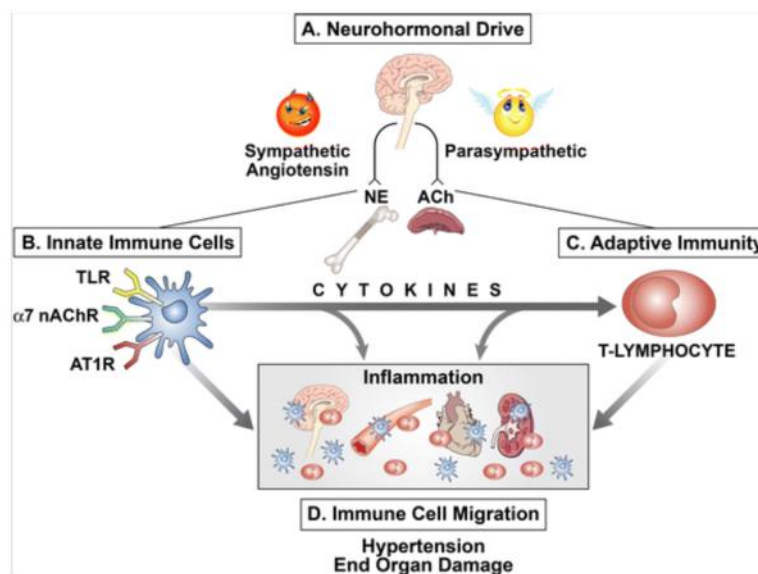 A. Neurohormonal Drive
Sympathetic
Angiotensin
Parasympathetic
NE
ACh
B. Innate Immune Cells
C. Adaptive Immunity
TLR
α7 nAChR
AT1R
CYTOKINES
T-LYMPHOCYTE
Inflammation
D. Immune Cell Migration
Hypertension
End Organ Damage